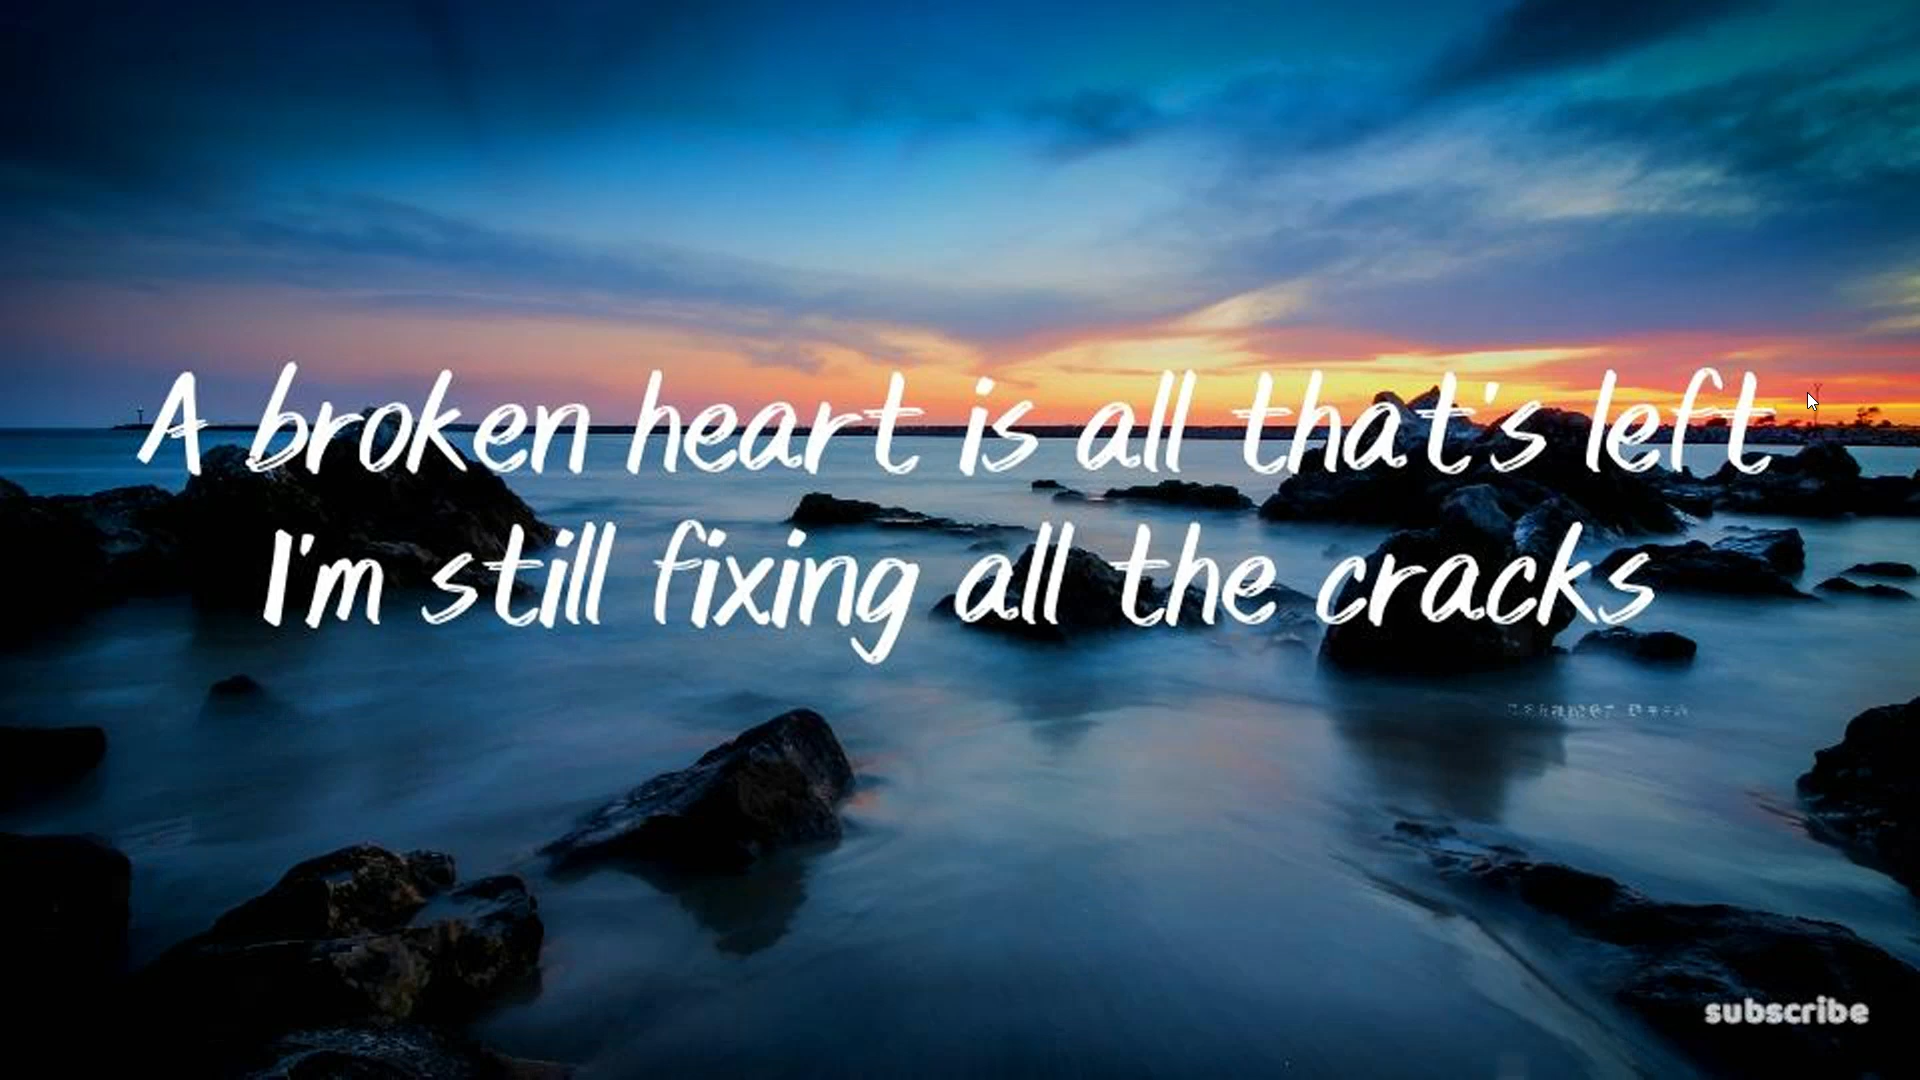 A broken heart is all that's left
I'm still fixing all the cracks
subscribe